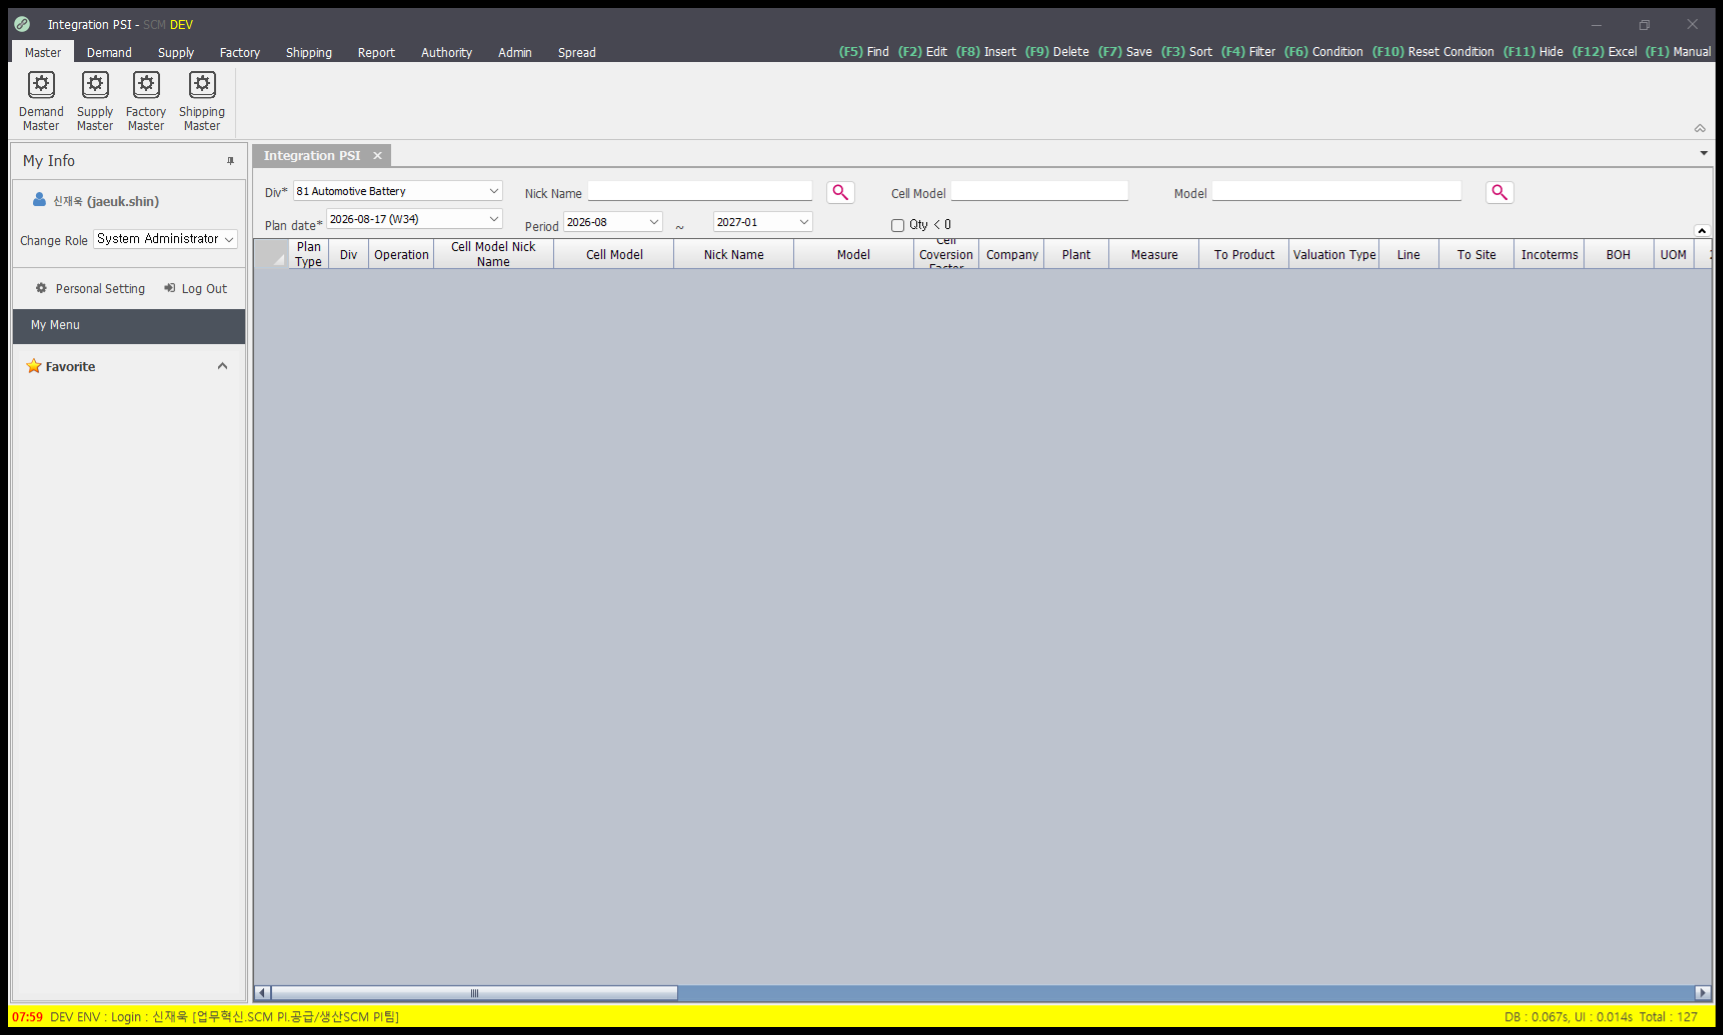 Integration PSI - SCM DEV
Master Demand Supply Factory Shipping Report Authority Admin Spread
(F5) Find (F2) Edit (F8) Insert (F9) Delete (F7) Save (F3) Sort (F4) Filter (F6) Condition (F10) Reset Condition (F11) Hide (F12) Excel (F1) Manual
Demand Master
Supply Master
Factory Master
Shipping Master
My Info
신재욱 (jaeuk.shin)
Change Role System Administrator
Personal Setting Log Out
My Menu
Favorite
Integration PSI
Div* 81 Automotive Battery Nick Name Cell Model Model
Plan date* 2026-08-17 (W34) Period 2026-08 ~ 2027-01 Qty < 0
Plan Type Div Operation Cell Model Nick Name Cell Model Nick Name Model Cell Coversion Factor Company Plant Measure To Product Valuation Type Line To Site Incoterms BOH UOM
07:59 DEV ENV : Login : 신재욱 [업무혁신.SCM PI.공급/생산SCM PI팀]
DB : 0.067s, UI : 0.014s Total : 127